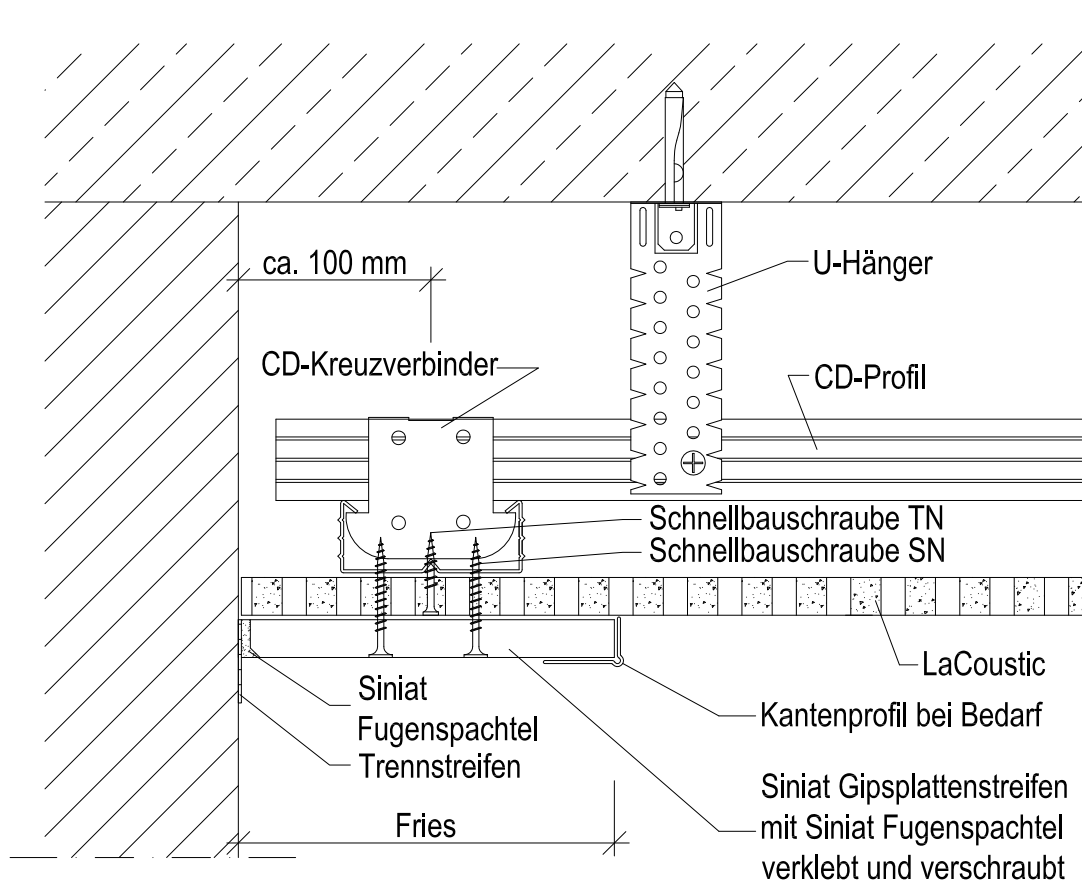 ca. 100 mm
U-Hänger
CD-Kreuzverbinder
CD-Profil
Schnellbauschraube TN
Schnellbauschraube SN
LaCoustic
Siniat
Fugenspachtel
Trennstreifen
Kantenprofil bei Bedarf
Siniat Gipsplattenstreifen
mit Siniat Fugenspachtel
verklebt und verschraubt
Fries